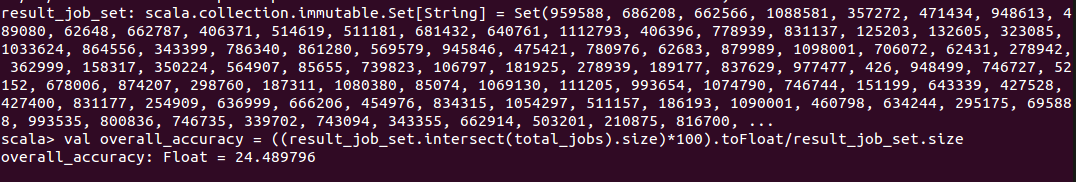 result_job_set: scala.collection.immutable.Set[String] = Set(959588, 686208, 662566, 1088581, 357272, 471434, 948613, 4
89080, 62648, 662787, 406371, 514619, 511181, 681432, 640761, 1112793, 406396, 778939, 831137, 125203, 132605, 323085,
1033624, 864556, 343399, 786340, 861280, 569579, 945846, 475421, 780976, 62683, 879989, 1098001, 706072, 62431, 278942,
 362999, 158317, 350224, 564907, 85655, 739823, 106797, 181925, 278939, 189177, 837629, 977477, 426, 948499, 746727, 52
152, 678006, 874207, 298760, 187311, 1080380, 85074, 1069130, 111205, 993654, 1074790, 746744, 151199, 643339, 427528,
427400, 831177, 254909, 636999, 666206, 454976, 834315, 1054297, 511157, 186193, 1090001, 460798, 634244, 295175, 69588
8, 993535, 800836, 746735, 339702, 743094, 343355, 662914, 503201, 210875, 816700, ...
scala> val overall_accuracy = ((result_job_set.intersect(total_jobs).size)*100).toFloat/result_job_set.size
overall_accuracy: Float = 24.489796